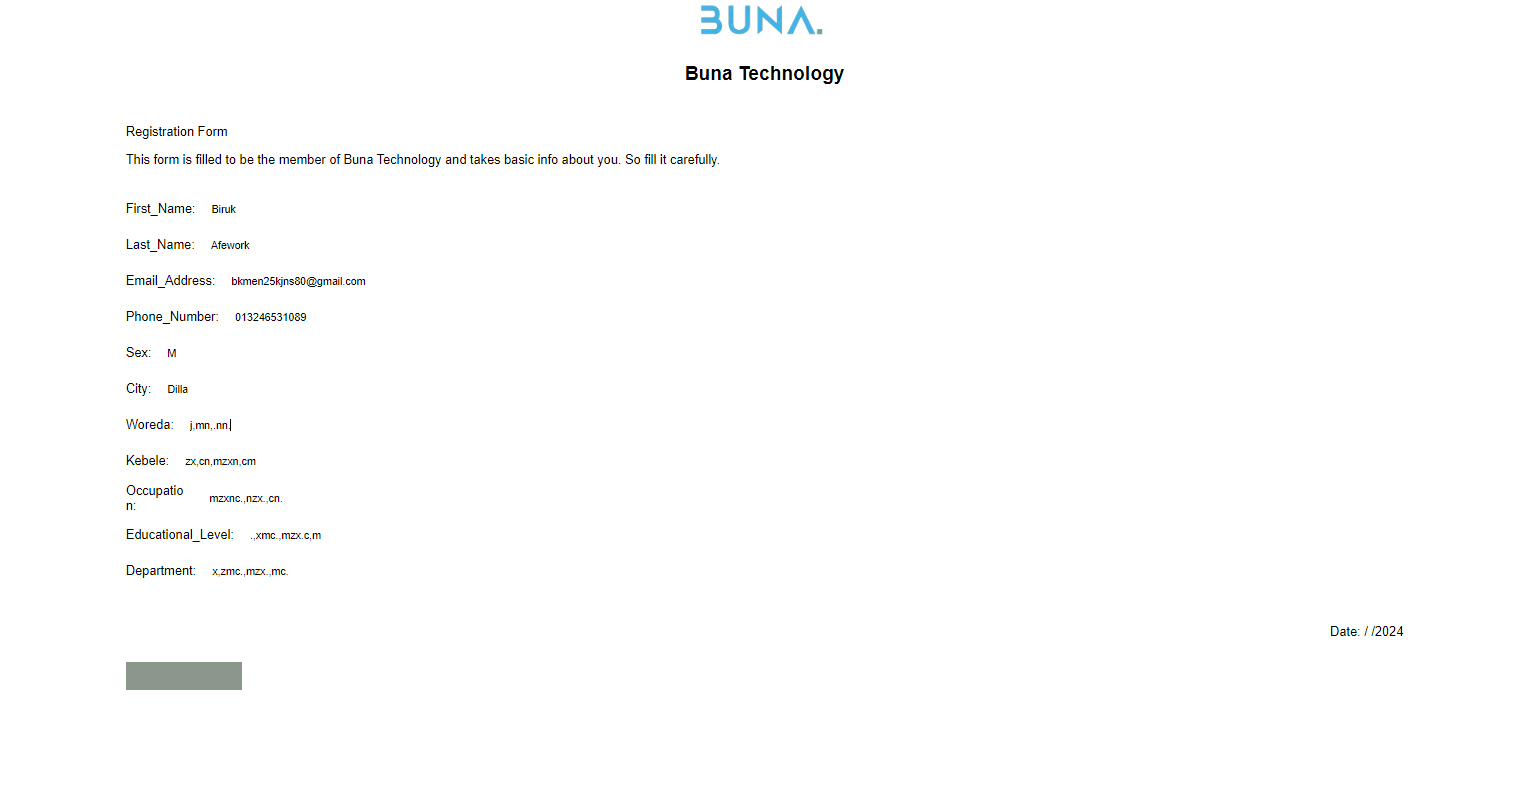 BUNA.
Buna Technology
Registration Form
This form is filled to be the member of Buna Technology and takes basic info about you. So fill it carefully.
First_Name: Biruk
Last_Name: Afework
Email_Address: bkmen25kjns80@gmail.com
Phone_Number: 013246531089
Sex: M
City: Dilla
Woreda: j,mn,.nn.
Kebele: zx,cn,mzxn,cm
Occupatio
n: mzxnc.,nzx.,cn.
Educational_Level: .,xmc.,mzx.c,m
Department: x,zmc.,mzx.,mc.
Date: / /2024